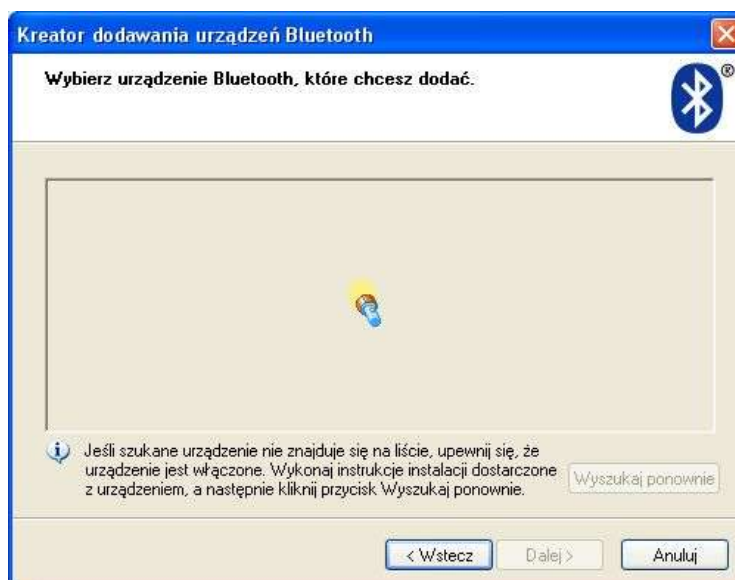 Kreator dodawania urządzeń Bluetooth
Wybierz urządzenie Bluetooth, które chcesz dodać.
®
Jeśli szukane urządzenie nie znajduje się na liście, upewnij się, że
urządzenie jest włączone. Wykonaj instrukcje instalacji dostarczone
z urządzeniem, a następnie kliknij przycisk Wyszukaj ponownie.
Wyszukaj ponownie
< Wstecz
Dalej >
Anuluj